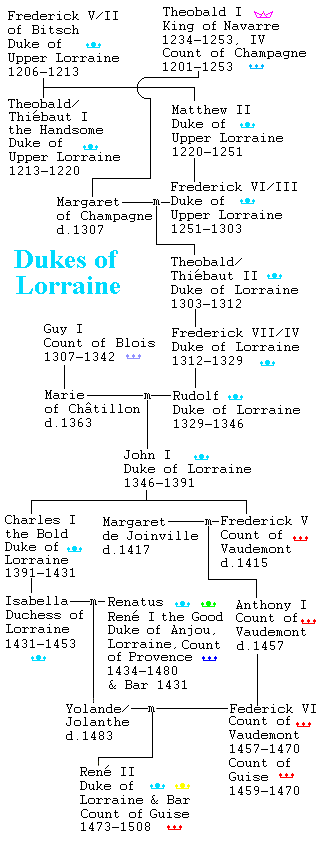 Frederick V/II
of Bitsch
Duke of
Upper Lorraine
1206-1213
Theobald I
King of Navarre
1234-1253, IV
Count of Champagne
1201-1253
Theobald/
Thiébaut I
the Handsome
Duke of
Upper Lorraine
1213-1220
Matthew II
Duke of
Upper Lorraine
1220-1251
Margaret
of Champagne
d.1307
m
Frederick VI/III
Duke of
Upper Lorraine
1251-1303
Dukes of
Lorraine
Theobald/
Thiébaut II
Duke of Lorraine
1303-1312
Guy I
Count of Blois
1307-1342
Frederick VII/IV
Duke of Lorraine
1312-1329
Marie
of Châtillon
d.1363
m
Rudolf
Duke of Lorraine
1329-1346
John I
Duke of Lorraine
1346-1391
Charles I
the Bold
Duke of
Lorraine
1391-1431
Margaret
de Joinville
d.1417
m
Frederick V
Count of
Vaudemont
d.1415
Isabella
Duchess of
Lorraine
1431-1453
m
Renatus
René I the Good
Duke of Anjou,
Lorraine, Count
of Provence
1434-1480
& Bar 1431
Anthony I
Count of
Vaudemont
d.1457
Yolande/
Jolanthe
d.1483
m
Federick VI
Count of
Vaudemont
1457-1470
Count of
Guise
1459-1470
René II
Duke of
Lorraine & Bar
Count of Guise
1473-1508